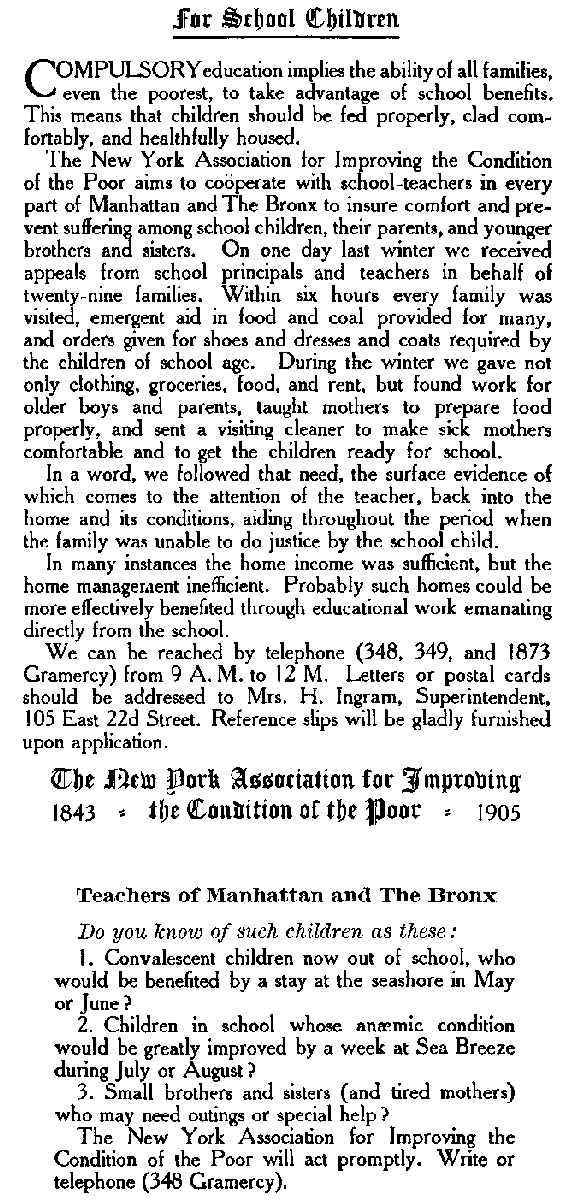 For School Children
COMPULSORY education implies the ability of all families,
even the poorest, to take advantage of school benefits.
This means that children should be fed properly, clad com-
fortably, and healthfully housed.
The New York Association for Improving the Condition
of the Poor aims to coöperate with school-teachers in every
part of Manhattan and The Bronx to insure comfort and pre-
vent suffering among school children, their parents, and younger
brothers and sisters. On one day last winter we received
appeals from school principals and teachers in behalf of
twenty-nine families. Within six hours every family was
visited, emergent aid in food and coal provided for many,
and orders given for shoes and dresses and coats required by
the children of school age. During the winter we gave not
only clothing, groceries, food, and rent, but found work for
older boys and parents, taught mothers to prepare food
properly, and sent a visiting cleaner to make sick mothers
comfortable and to get the children ready for school.
In a word, we followed that need, the surface evidence of
which comes to the attention of the teacher, back into the
home and its conditions, aiding throughout the period when
the family was unable to do justice by the school child.
In many instances the home income was sufficient, but the
home management inefficient. Probably such homes could be
more effectively benefited through educational work emanating
directly from the school.
We can be reached by telephone (348, 349, and 1873
Gramercy) from 9 A. M. to 12 M. Letters or postal cards
should be addressed to Mrs. H. Ingram, Superintendent,
105 East 22d Street. Reference slips will be gladly furnished
upon application.
The New York Association for Improving
1843 - the Condition of the Poor - 1905
Teachers of Manhattan and The Bronx
Do you know of such children as these:
1. Convalescent children now out of school, who
would be benefited by a stay at the seashore in May
or June?
2. Children in school whose anæmic condition
would be greatly improved by a week at Sea Breeze
during July or August?
3. Small brothers and sisters (and tired mothers)
who may need outings or special help?
The New York Association for Improving the
Condition of the Poor will act promptly. Write or
telephone (348 Gramercy).